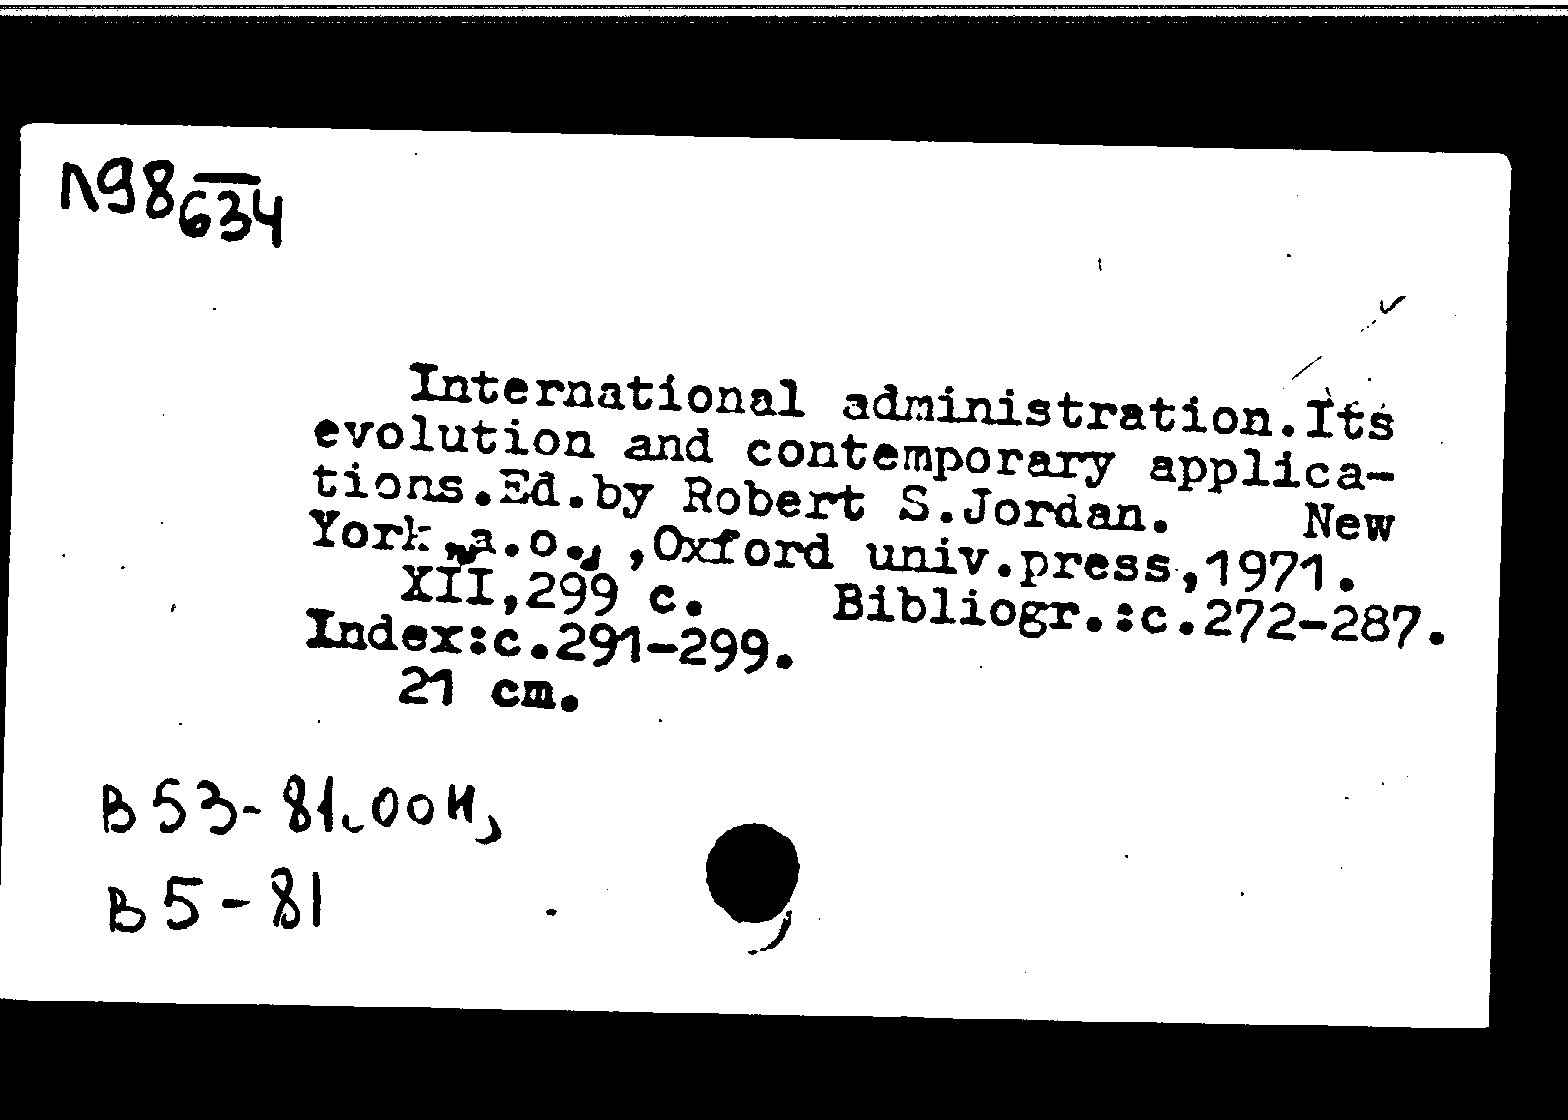 Л98 634
International administration.Its
evolution and contemporary applica-
tions.Ed.by Robert S.Jordan. New
York,a.o.,,Oxford univ.press,1971.
XII,299 c. Bibliogr.:c.272-287.
Index:c.291-299.
21 cm.
В53-81.00н,
В5-81